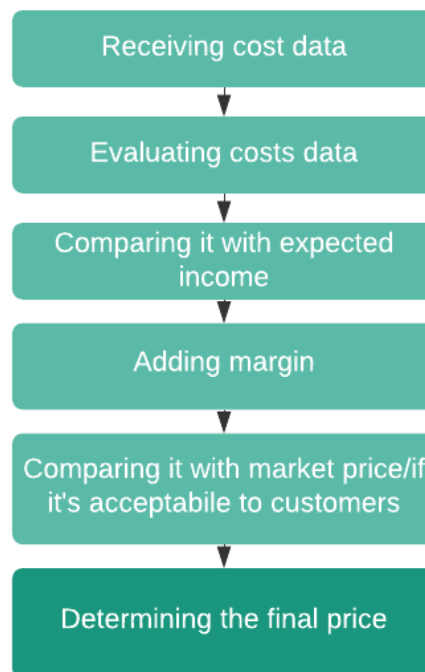 Receiving cost data
Evaluating costs data
Comparing it with expected
income
Adding margin
Comparing it with market price/if
it's acceptabile to customers
Determining the final price